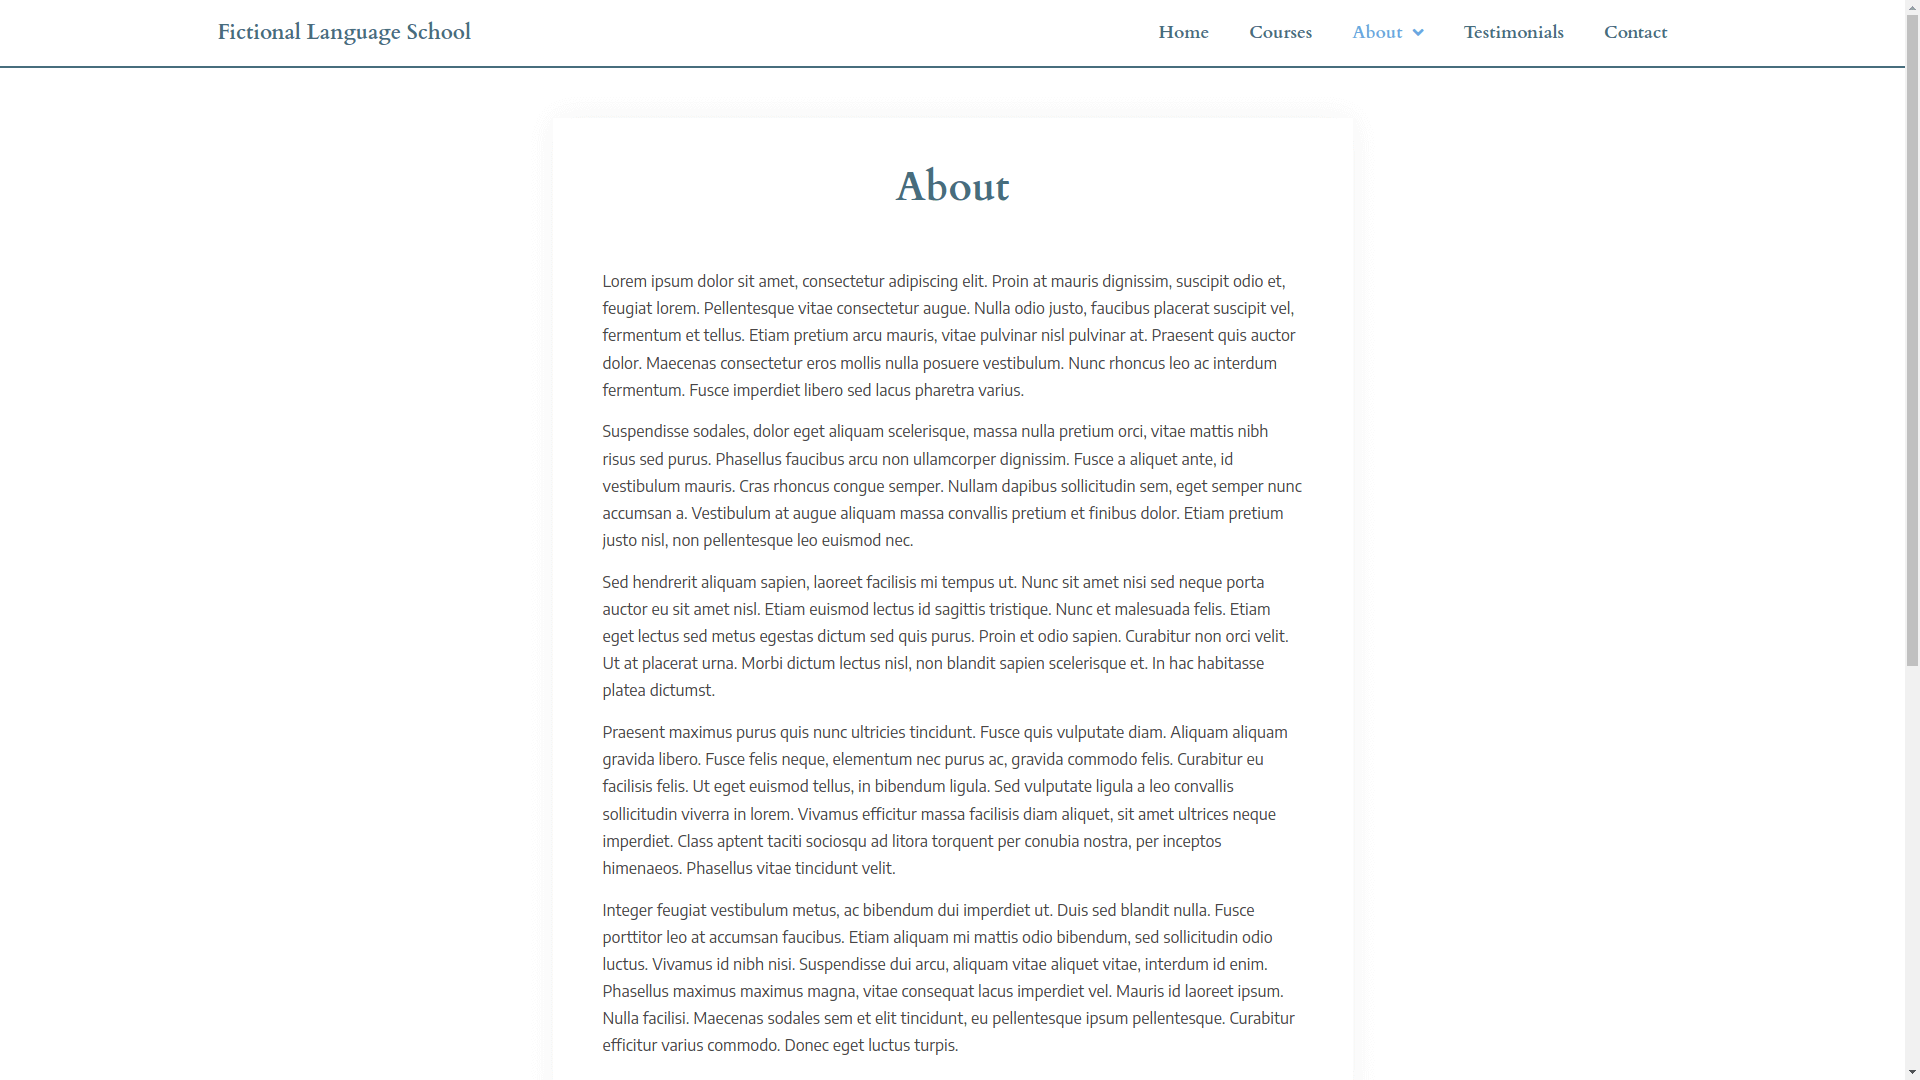 Fictional Language School
Home
Courses
About
Testimonials
Contact
About
Lorem ipsum dolor sit amet, consectetur adipiscing elit. Proin at mauris dignissim, suscipit odio et,
feugiat lorem. Pellentesque vitae consectetur augue. Nulla odio justo, faucibus placerat suscipit vel,
fermentum et tellus. Etiam pretium arcu mauris, vitae pulvinar nisl pulvinar at. Praesent quis auctor
dolor. Maecenas consectetur eros mollis nulla posuere vestibulum. Nunc rhoncus leo ac interdum
fermentum. Fusce imperdiet libero sed lacus pharetra varius.
Suspendisse sodales, dolor eget aliquam scelerisque, massa nulla pretium orci, vitae mattis nibh
risus sed purus. Phasellus faucibus arcu non ullamcorper dignissim. Fusce a aliquet ante, id
vestibulum mauris. Cras rhoncus congue semper. Nullam dapibus sollicitudin sem, eget semper nunc
accumsan a. Vestibulum at augue aliquam massa convallis pretium et finibus dolor. Etiam pretium
justo nisl, non pellentesque leo euismod nec.
Sed hendrerit aliquam sapien, laoreet facilisis mi tempus ut. Nunc sit amet nisi sed neque porta
auctor eu sit amet nisl. Etiam euismod lectus id sagittis tristique. Nunc et malesuada felis. Etiam
eget lectus sed metus egestas dictum sed quis purus. Proin et odio sapien. Curabitur non orci velit.
Ut at placerat urna. Morbi dictum lectus nisl, non blandit sapien scelerisque et. In hac habitasse
platea dictumst.
Praesent maximus purus quis nunc ultricies tincidunt. Fusce quis vulputate diam. Aliquam aliquam
gravida libero. Fusce felis neque, elementum nec purus ac, gravida commodo felis. Curabitur eu
facilisis felis. Ut eget euismod tellus, in bibendum ligula. Sed vulputate ligula a leo convallis
sollicitudin viverra in lorem. Vivamus efficitur massa facilisis diam aliquet, sit amet ultrices neque
imperdiet. Class aptent taciti sociosqu ad litora torquent per conubia nostra, per inceptos
himenaeos. Phasellus vitae tincidunt velit.
Integer feugiat vestibulum metus, ac bibendum dui imperdiet ut. Duis sed blandit nulla. Fusce
porttitor leo at accumsan faucibus. Etiam aliquam mi mattis odio bibendum, sed sollicitudin odio
luctus. Vivamus id nibh nisi. Suspendisse dui arcu, aliquam vitae aliquet vitae, interdum id enim.
Phasellus maximus maximus magna, vitae consequat lacus imperdiet vel. Mauris id laoreet ipsum.
Nulla facilisi. Maecenas sodales sem et elit tincidunt, eu pellentesque ipsum pellentesque. Curabitur
efficitur varius commodo. Donec eget luctus turpis.